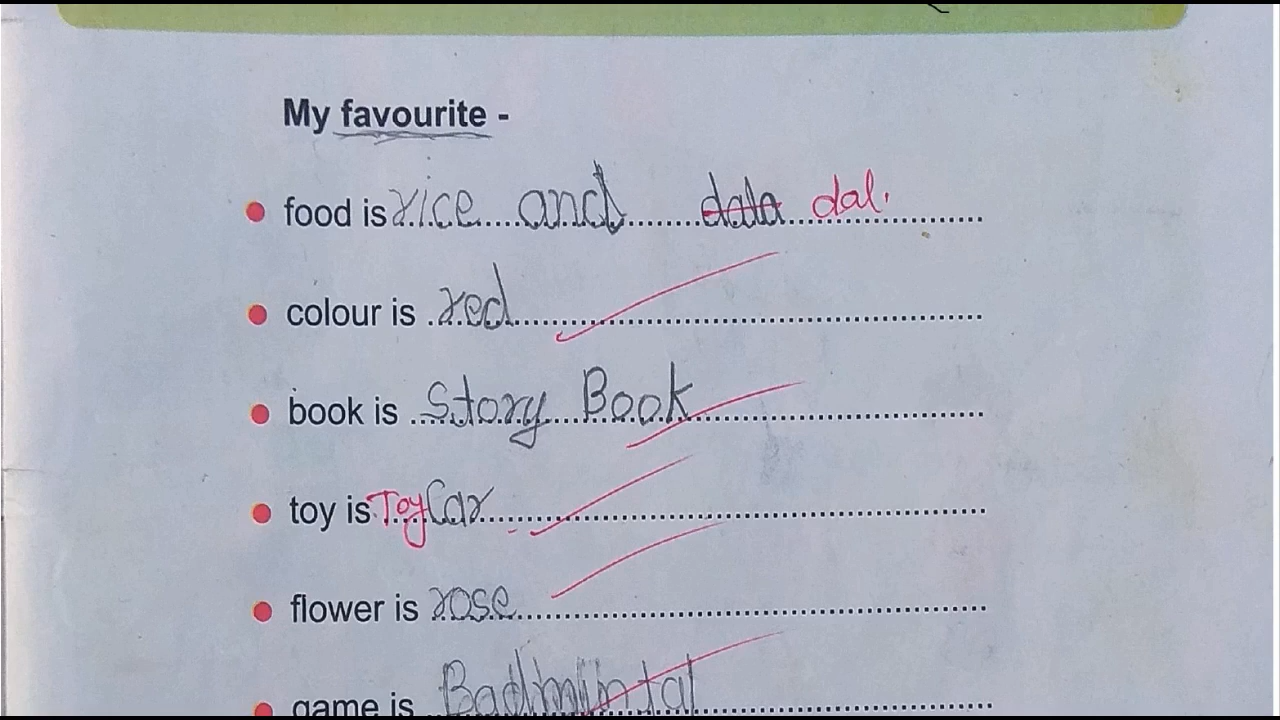 My favourite -
food is rice and data dal.
colour is red
book is Story Book
toy is Toy Car
flower is rose
game is Badimintal